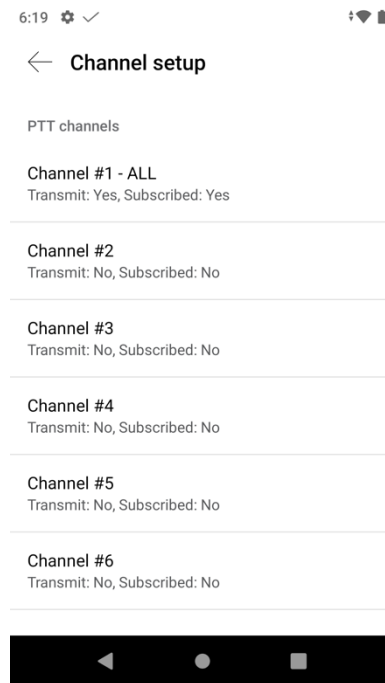 6:19
Channel setup
PTT channels
Channel #1 - ALL
Transmit: Yes, Subscribed: Yes
Channel #2
Transmit: No, Subscribed: No
Channel #3
Transmit: No, Subscribed: No
Channel #4
Transmit: No, Subscribed: No
Channel #5
Transmit: No, Subscribed: No
Channel #6
Transmit: No, Subscribed: No